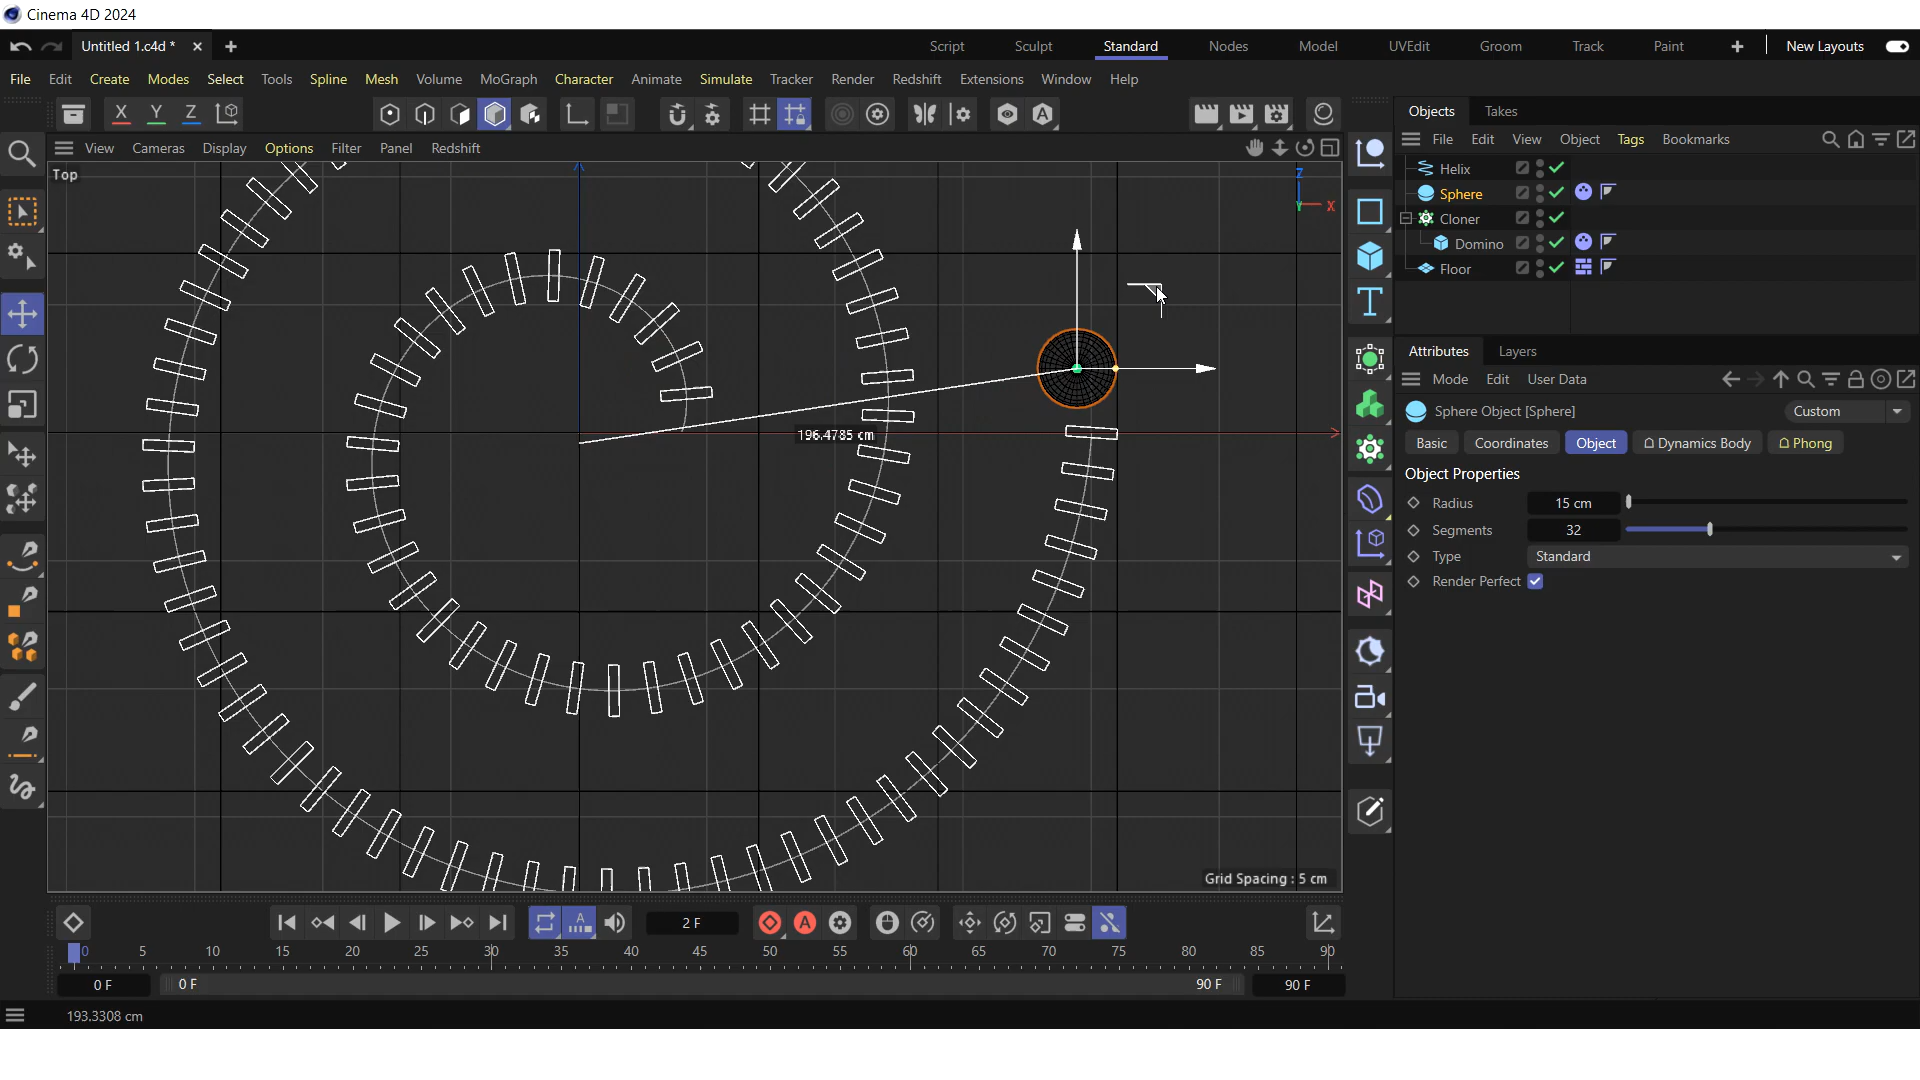 Cinema 4D 2024
Untitled 1.c4d *
Script Sculpt Standard Nodes Model UVEdit Groom Track Paint New Layouts
File Edit Create Modes Select Tools Spline Mesh Volume MoGraph Character Animate Simulate Tracker Render Redshift Extensions Window Help
X Y Z
Objects Takes
File Edit View Object Tags Bookmarks
View Cameras Display Options Filter Panel Redshift
Top
Z
Y X
Helix
Sphere
Cloner
Domino
Floor
Attributes Layers
Mode Edit User Data
Sphere Object [Sphere] Custom
Basic Coordinates Object Dynamics Body Phong
Object Properties
Radius 15 cm
Segments 32
Type Standard
Render Perfect
196.4785 cm
Grid Spacing : 5 cm
2 F
0 5 10 15 20 25 30 35 40 45 50 55 60 65 70 75 80 85 90
0 F 0 F 90 F 90 F
193.3308 cm